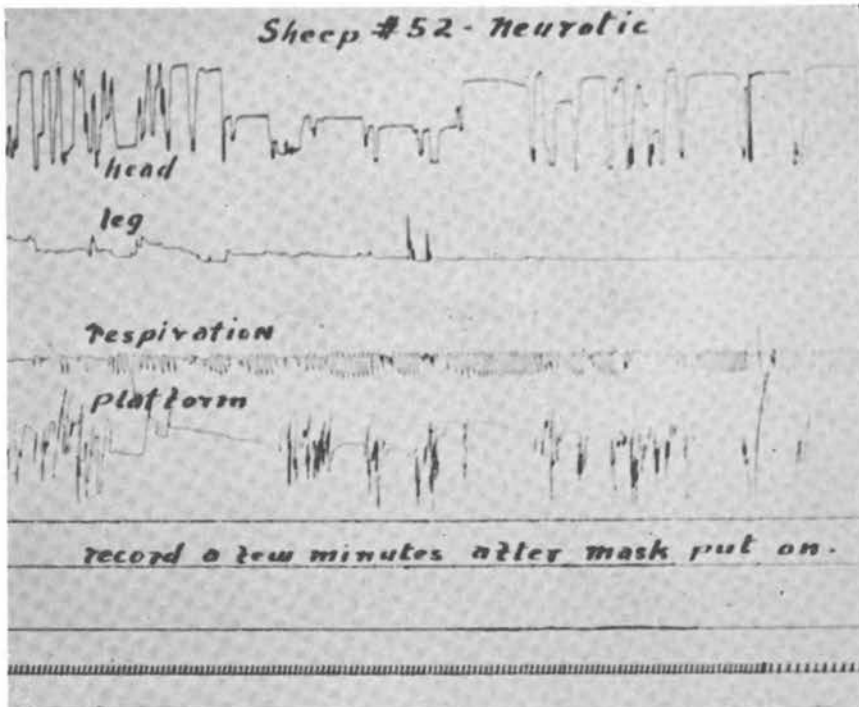 Sheep #52 - Neurotic
head
leg
respiration
platform
record a few minutes after mask put on.